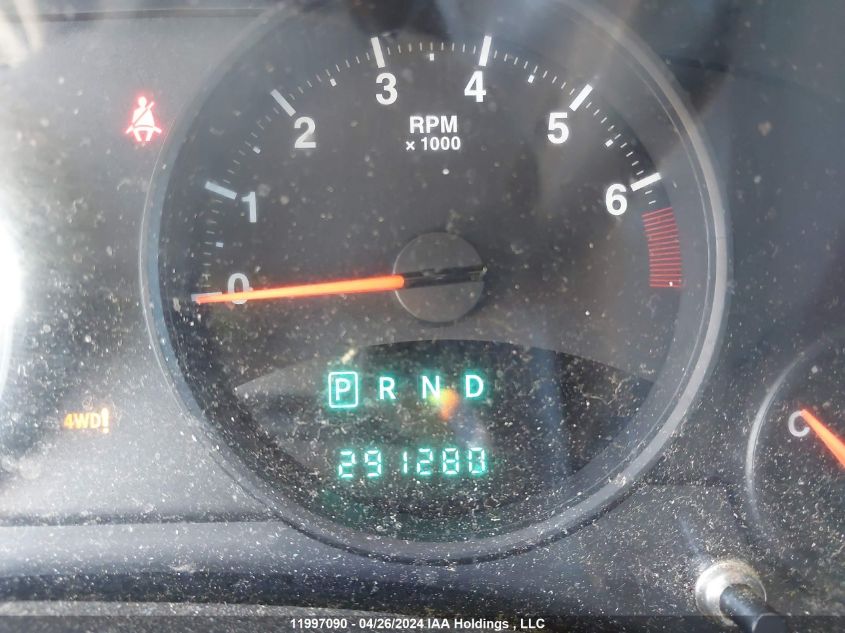 0 1 2 3 4 5 6
RPM
× 1000
P R N D
291280
4WD!
C
11997090 - 04/26/2024 IAA Holdings , LLC